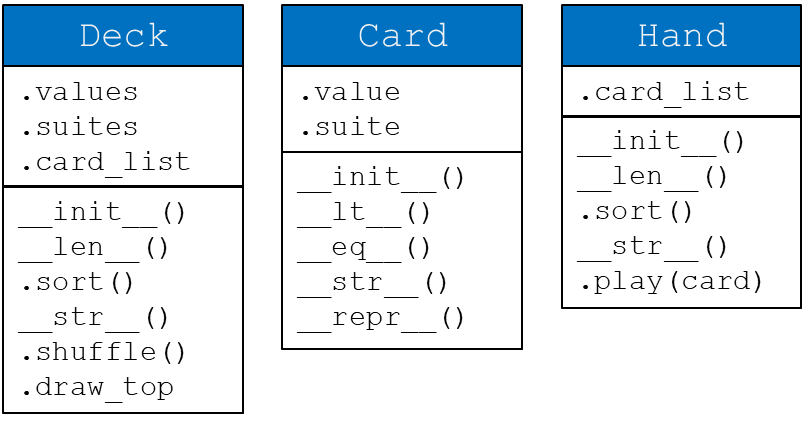 Deck
.values
.suites
.card_list
__init__()
__len__()
.sort()
__str__()
.shuffle()
.draw_top
Card
.value
.suite
__init__()
__lt__()
__eq__()
__str__()
__repr__()
Hand
.card_list
__init__()
__len__()
.sort()
__str__()
.play(card)